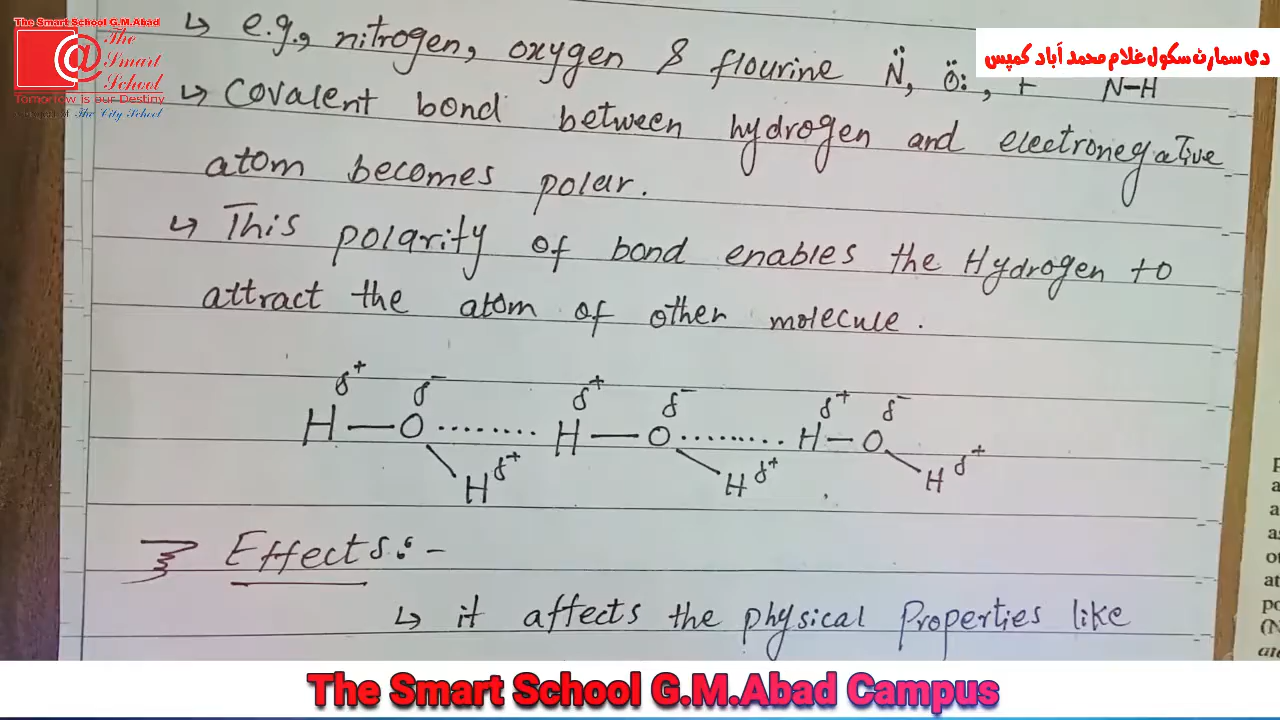 The Smart School G.M.Abad
The
Smart
School
Tomorrow is our Destiny
The City School
دی سمارٹ سکول غلام محمد آباد کمپس
↳ e.g., nitrogen, oxygen & flourine N̈, Ö:, + N–H
↳ Covalent bond between hydrogen and electronegative
atom becomes polar.
↳ This polarity of bond enables the Hydrogen to
attract the atom of other molecule.
δ+ δ- δ+ δ- δ+ δ-
H — O ........ H — O ......... H – O
H δ+ H δ+ H δ+
Effects:-
↳ it affects the physical Properties like
The Smart School G.M.Abad Campus